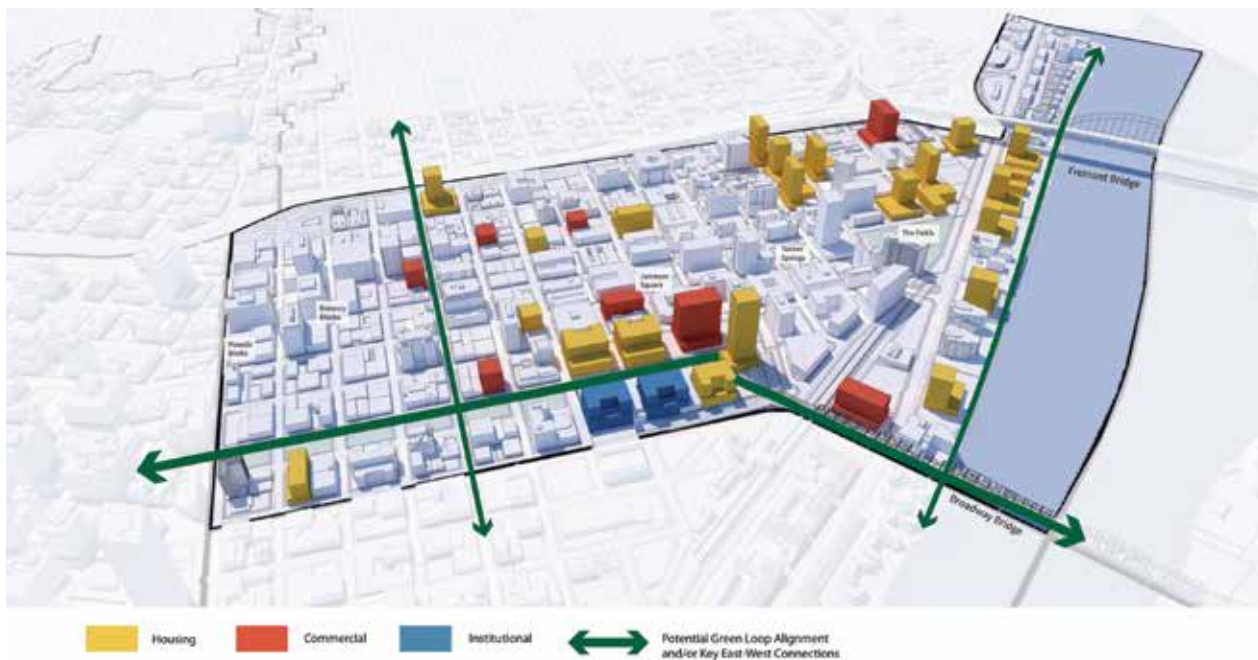 Fremont Bridge
The Fields
Tanner
Springs
Jamison
Square
Brewery
Blocks
Powells
Books
Broadway Bridge
Housing
Commercial
Institutional
Potential Green Loop Alignment
and/or Key East-West Connections